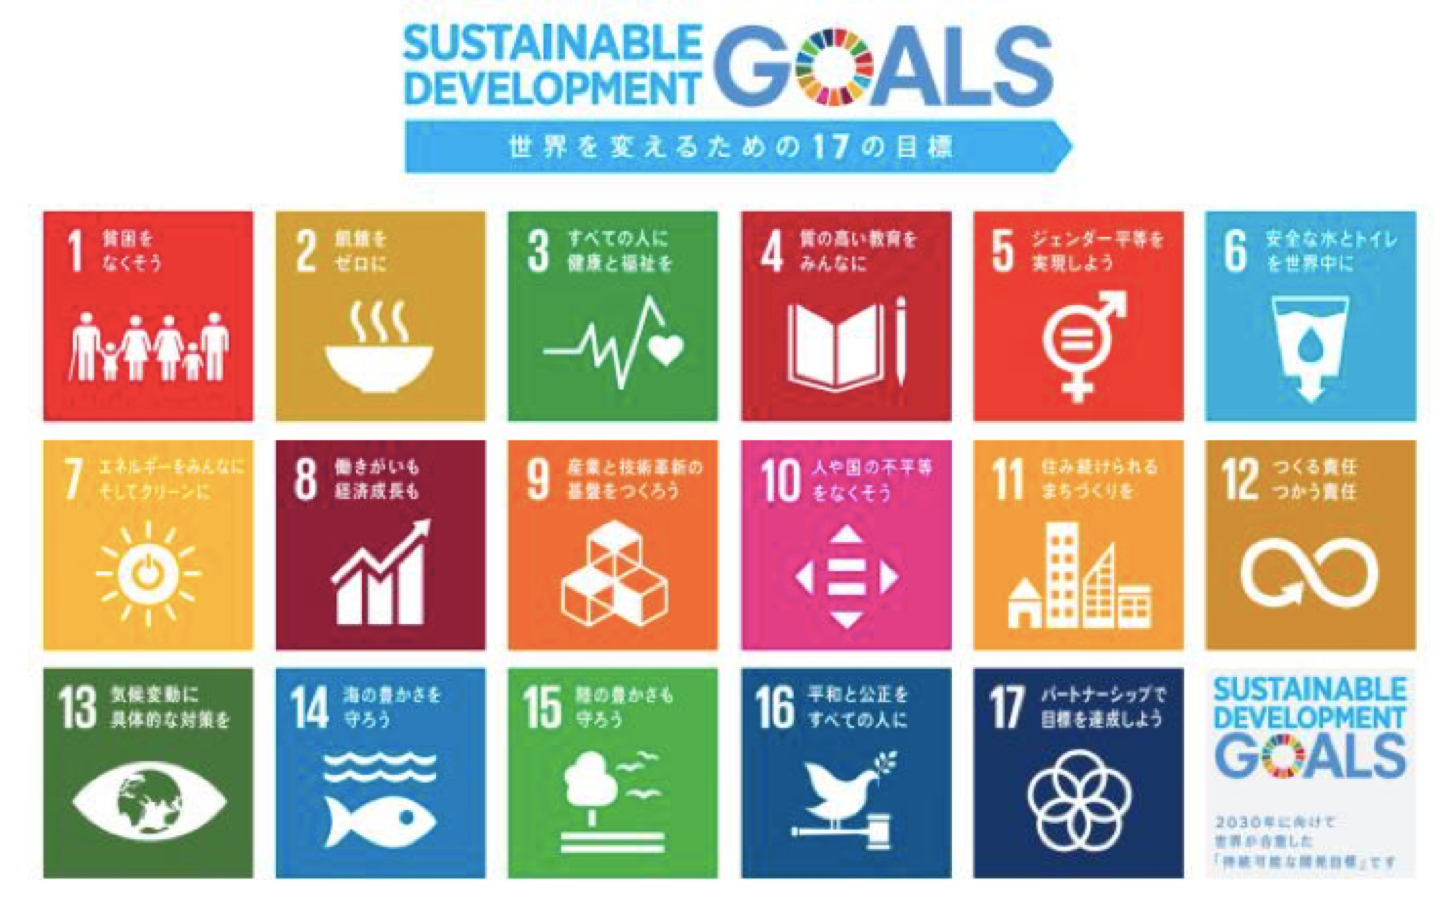 SUSTAINABLE
DEVELOPMENT
GOALS
世界を変えるための17の目標
1 貧困を
なくそう
2 飢餓を
ゼロに
3 すべての人に
健康と福祉を
4 質の高い教育を
みんなに
5 ジェンダー平等を
実現しよう
6 安全な水とトイレ
を世界中に
7 エネルギーをみんなに
そしてクリーンに
8 働きがいも
経済成長も
9 産業と技術革新の
基盤をつくろう
10 人や国の不平等
をなくそう
11 住み続けられる
まちづくりを
12 つくる責任
つかう責任
13 気候変動に
具体的な対策を
14 海の豊かさを
守ろう
15 陸の豊かさも
守ろう
16 平和と公正を
すべての人に
17 パートナーシップで
目標を達成しよう
SUSTAINABLE
DEVELOPMENT
GOALS
2030年に向けて
世界が合意した
「持続可能な開発目標」です